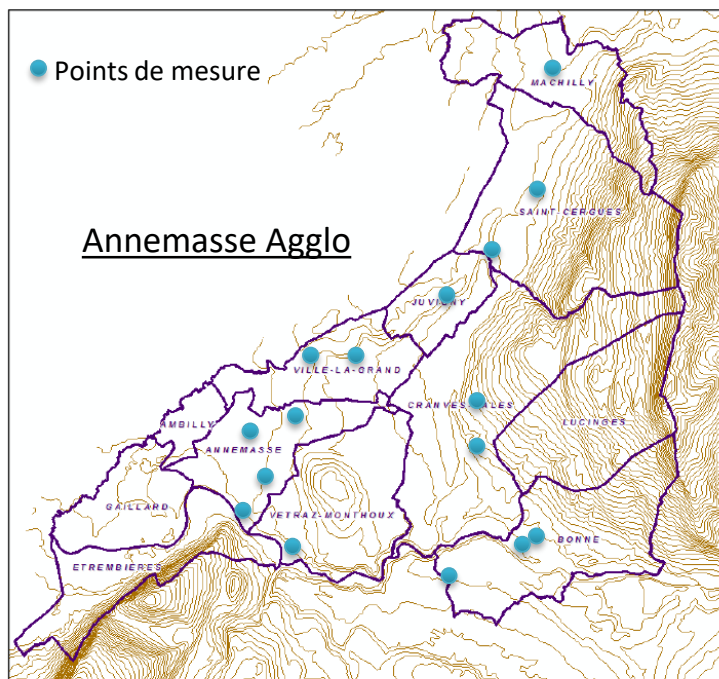 Points de mesure
MACHILLY
SAINT-CERGUES
Annemasse Agglo
JUVIGNY
VILLE-LA-GRAND
CRANVES-SALES
LUCINGES
AMBILLY
ANNEMASSE
GAILLARD
VETRAZ-MONTHOUX
BONNE
ETREMBIERES